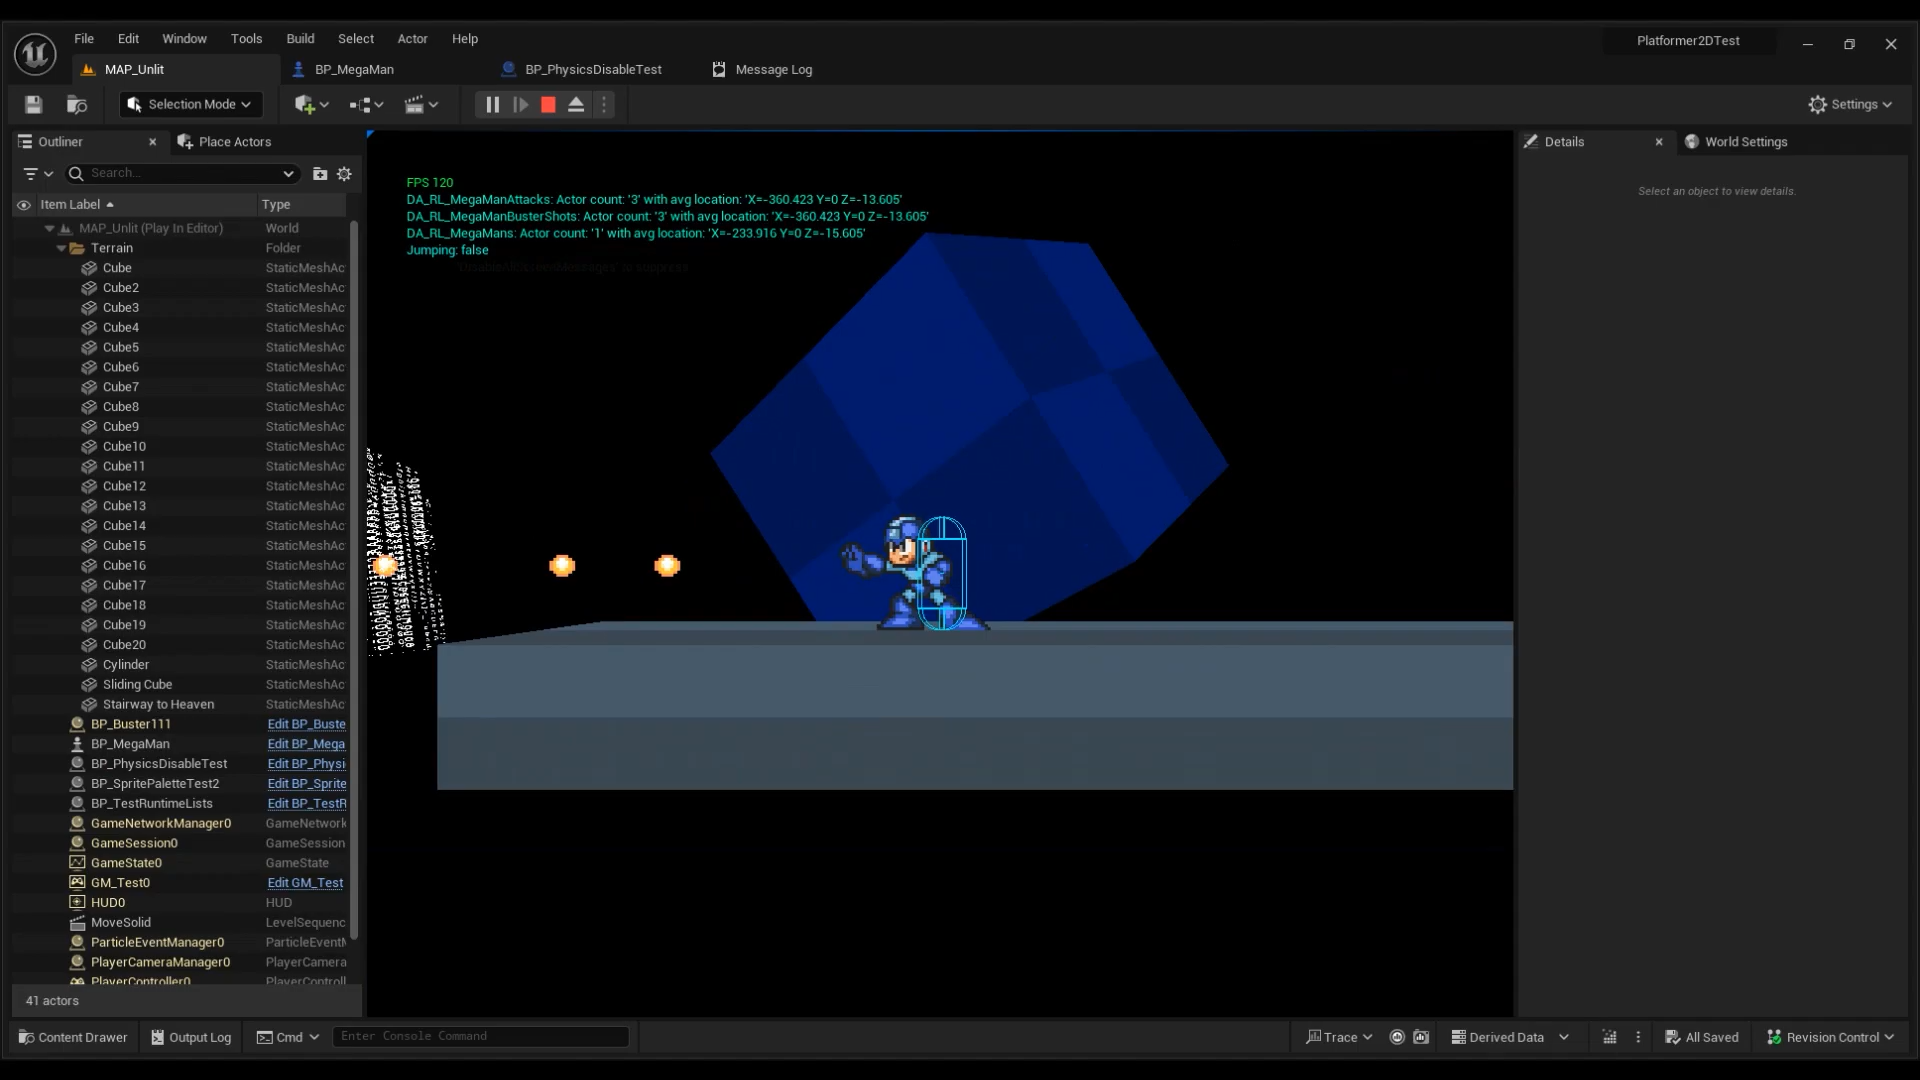 File Edit Window Tools Build Select Actor Help
Platformer2DTest
MAP_Unlit BP_MegaMan BP_PhysicsDisableTest Message Log
Selection Mode Settings
Outliner Place Actors Details World Settings
Search...
Select an object to view details.
Item Label Type
MAP_Unlit (Play In Editor) World
Terrain Folder
Cube StaticMeshAc
Cube2 StaticMeshAc
Cube3 StaticMeshAc
Cube4 StaticMeshAc
Cube5 StaticMeshAc
Cube6 StaticMeshAc
Cube7 StaticMeshAc
Cube8 StaticMeshAc
Cube9 StaticMeshAc
Cube10 StaticMeshAc
Cube11 StaticMeshAc
Cube12 StaticMeshAc
Cube13 StaticMeshAc
Cube14 StaticMeshAc
Cube15 StaticMeshAc
Cube16 StaticMeshAc
Cube17 StaticMeshAc
Cube18 StaticMeshAc
Cube19 StaticMeshAc
Cube20 StaticMeshAc
Cylinder StaticMeshAc
Sliding Cube StaticMeshAc
Stairway to Heaven StaticMeshAc
BP_Buster111 Edit BP_Buste
BP_MegaMan Edit BP_Mega
BP_PhysicsDisableTest Edit BP_Physi
BP_SpritePaletteTest2 Edit BP_Sprite
BP_TestRuntimeLists Edit BP_TestR
GameNetworkManager0 GameNetwork
GameSession0 GameSession
GameState0 GameState
GM_Test0 Edit GM_Test
HUD0 HUD
MoveSolid LevelSequenc
ParticleEventManager0 ParticleEventM
PlayerCameraManager0 PlayerCamera
PlayerController0 PlayerControll
41 actors
FPS 120
DA_RL_MegaManAttacks: Actor count: '3' with avg location: 'X=-360.423 Y=0 Z=-13.605'
DA_RL_MegaManBusterShots: Actor count: '3' with avg location: 'X=-360.423 Y=0 Z=-13.605'
DA_RL_MegaMans: Actor count: '1' with avg location: 'X=-233.916 Y=0 Z=-15.605'
Jumping: false
'DisableAllScreenMessages' to suppress
Content Drawer Output Log Cmd Enter Console Command Trace Derived Data All Saved Revision Control